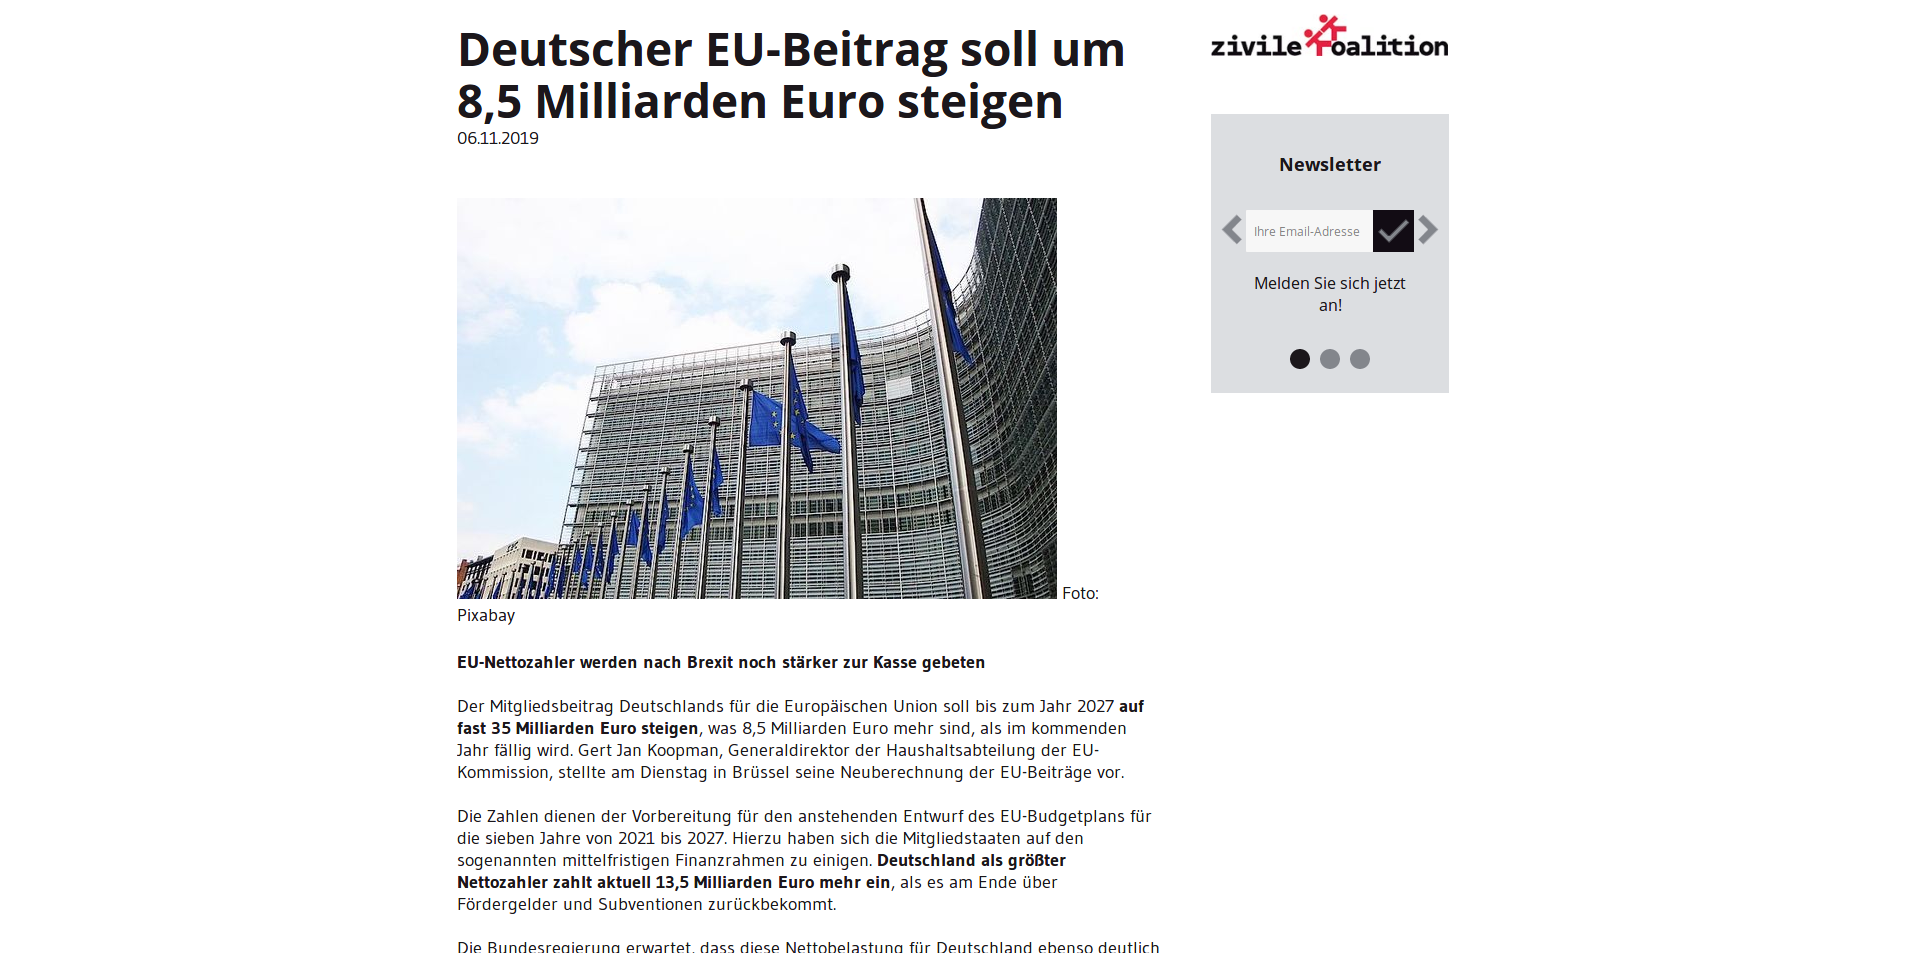 Deutscher EU-Beitrag soll um
8,5 Milliarden Euro steigen
06.11.2019
Foto:
Pixabay
EU-Nettozahler werden nach Brexit noch stärker zur Kasse gebeten
Der Mitgliedsbeitrag Deutschlands für die Europäischen Union soll bis zum Jahr 2027 auf
fast 35 Milliarden Euro steigen, was 8,5 Milliarden Euro mehr sind, als im kommenden
Jahr fällig wird. Gert Jan Koopman, Generaldirektor der Haushaltsabteilung der EU-
Kommission, stellte am Dienstag in Brüssel seine Neuberechnung der EU-Beiträge vor.
Die Zahlen dienen der Vorbereitung für den anstehenden Entwurf des EU-Budgetplans für
die sieben Jahre von 2021 bis 2027. Hierzu haben sich die Mitgliedstaaten auf den
sogenannten mittelfristigen Finanzrahmen zu einigen. Deutschland als größter
Nettozahler zahlt aktuell 13,5 Milliarden Euro mehr ein, als es am Ende über
Fördergelder und Subventionen zurückbekommt.
Die Bundesregierung erwartet, dass diese Nettobelastung für Deutschland ebenso deutlich
zivile Koalition
Newsletter
Ihre Email-Adresse
Melden Sie sich jetzt
an!